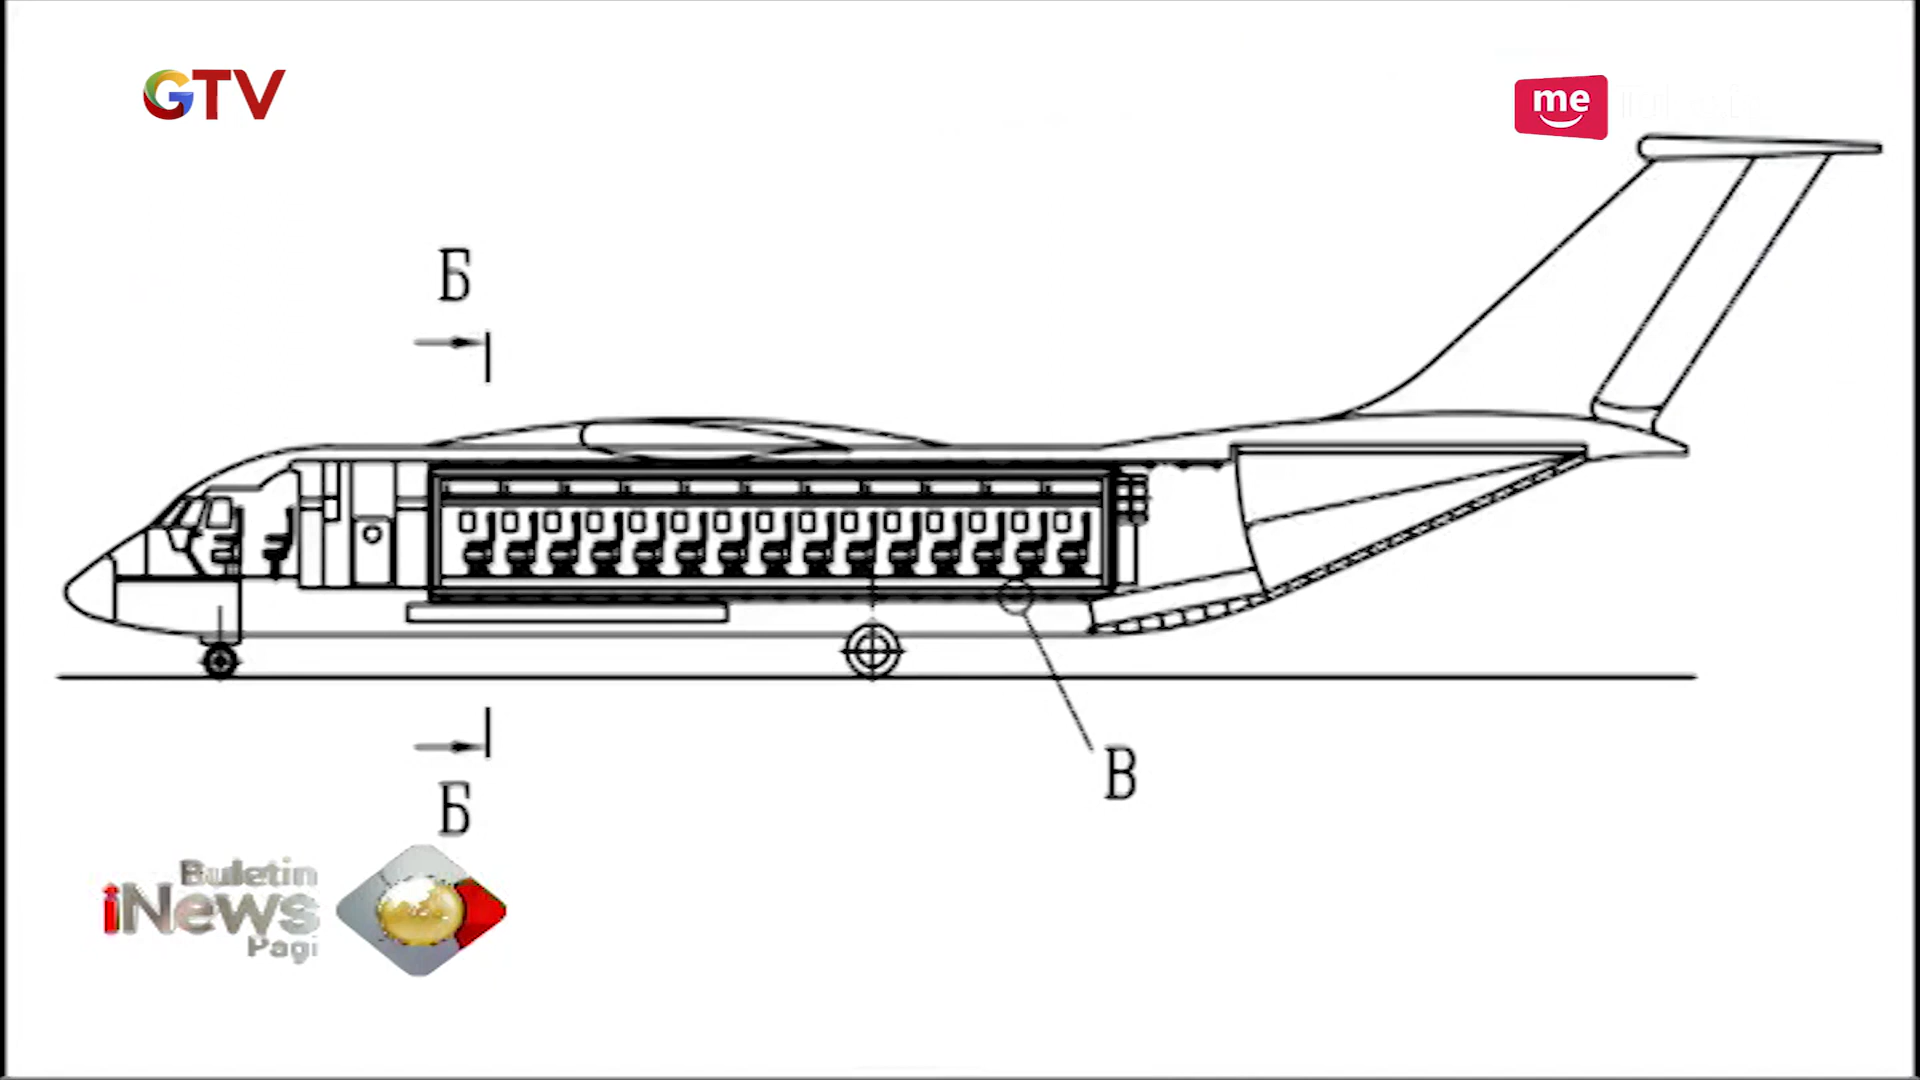 GTV
me
Б
Б
В
Buletin
iNews
Pagi